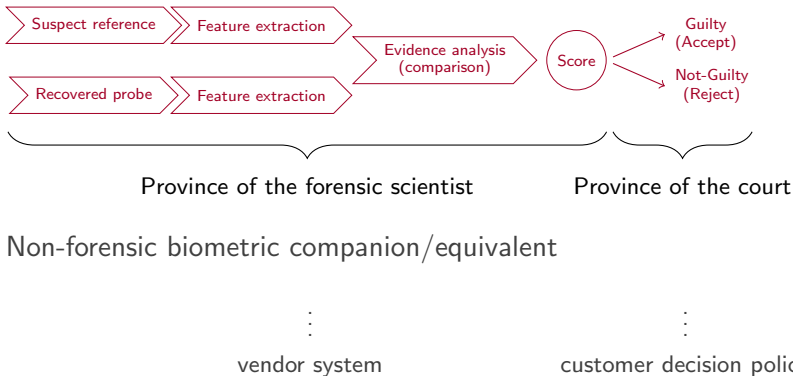 Suspect reference
Feature extraction
Recovered probe
Feature extraction
Evidence analysis
(comparison)
Score
Guilty
(Accept)
Not-Guilty
(Reject)
Province of the forensic scientist
Province of the court
Non-forensic biometric companion/equivalent
vendor system
customer decision